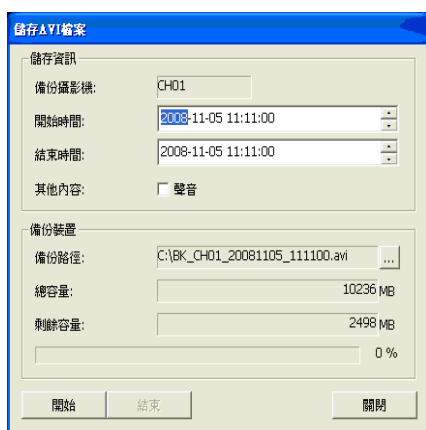 儲存AVI檔案
儲存資訊
備份攝影機: CH01
開始時間: 2008-11-05 11:11:00
結束時間: 2008-11-05 11:11:00
其他內容: 聲音
備份裝置
備份路徑: C:\BK_CH01_20081105_111100.avi ...
總容量: 10236 MB
剩餘容量: 2498 MB
0 %
開始 結束 關閉